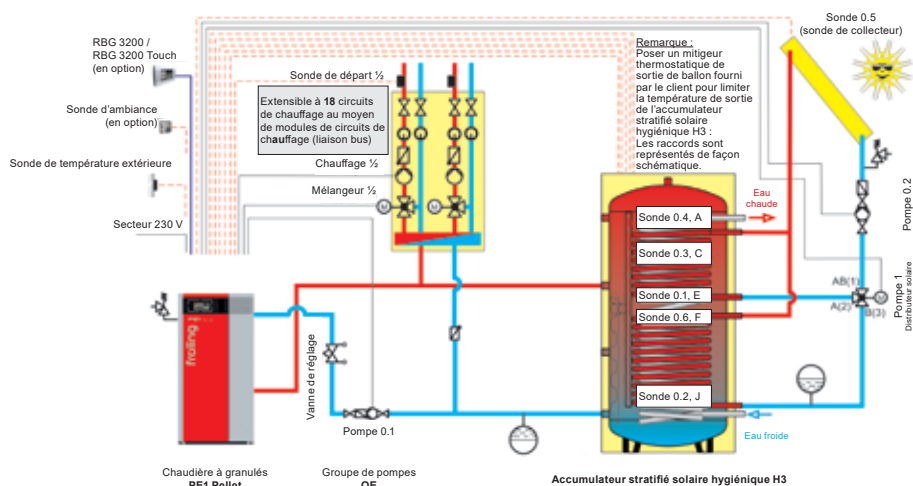 RBG 3200 /
RBG 3200 Touch
(en option)
Sonde d'ambiance
(en option)
Sonde de température extérieure
Secteur 230 V
Sonde de départ ½
Extensible à 18 circuits
de chauffage au moyen
de modules de circuits de
chauffage (liaison bus)
Chauffage ½
Mélangeur ½
M
M
Remarque :
Poser un mitigeur
thermostatique de
sortie de ballon fourni
par le client pour limiter
la température de sortie
de l'accumulateur
stratifié solaire
hygiénique H3 :
Les raccords sont
représentés de façon
schématique.
Sonde 0.5
(sonde de collecteur)
Eau
chaude
Sonde 0.4, A
Sonde 0.3, C
Sonde 0.1, E
Sonde 0.6, F
Sonde 0.2, J
Pompe 0.2
AB(1)
A(2)
B(3)
M
Pompe 1
Distributeur solaire
froling
Vanne de réglage
Pompe 0.1
Eau froide
Chaudière à granulés
PE1 Pellet
Groupe de pompes
OE
Accumulateur stratifié solaire hygiénique H3